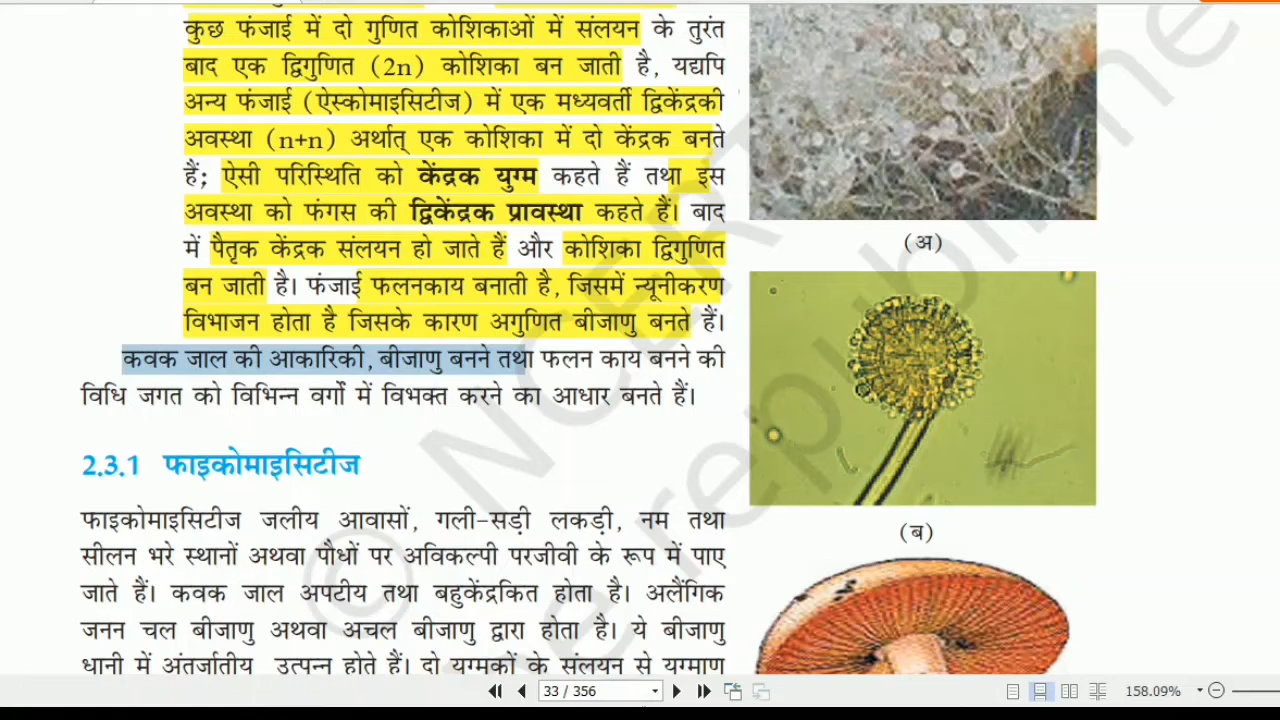 कुछ फंजाई में दो गुणित कोशिकाओं में संलयन के तुरंत
बाद एक द्विगुणित (2n) कोशिका बन जाती है, यद्यपि
अन्य फंजाई (ऐस्कोमाइसिटीज) में एक मध्यवर्ती द्विकेंद्रकी
अवस्था (n+n) अर्थात् एक कोशिका में दो केंद्रक बनते
हैं; ऐसी परिस्थिति को केंद्रक युग्म कहते हैं तथा इस
अवस्था को फंगस की द्विकेंद्रक प्रावस्था कहते हैं। बाद
में पैतृक केंद्रक संलयन हो जाते हैं और कोशिका द्विगुणित
बन जाती है। फंजाई फलनकाय बनाती है, जिसमें न्यूनीकरण
विभाजन होता है जिसके कारण अगुणित बीजाणु बनते हैं।
कवक जाल की आकारिकी, बीजाणु बनने तथा फलन काय बनने की
विधि जगत को विभिन्न वर्गों में विभक्त करने का आधार बनते हैं।
2.3.1 फाइकोमाइसिटीज
फाइकोमाइसिटीज जलीय आवासों, गली-सड़ी लकड़ी, नम तथा
सीलन भरे स्थानों अथवा पौधों पर अविकल्पी परजीवी के रूप में पाए
जाते हैं। कवक जाल अपटीय तथा बहुकेंद्रकित होता है। अलैंगिक
जनन चल बीजाणु अथवा अचल बीजाणु द्वारा होता है। ये बीजाणु
धानी में अंतर्जातीय उत्पन्न होते हैं। दो युग्मकों के संलयन से युग्माणु
(अ)
(ब)
© NCERT
republishe
33 / 356
158.09%